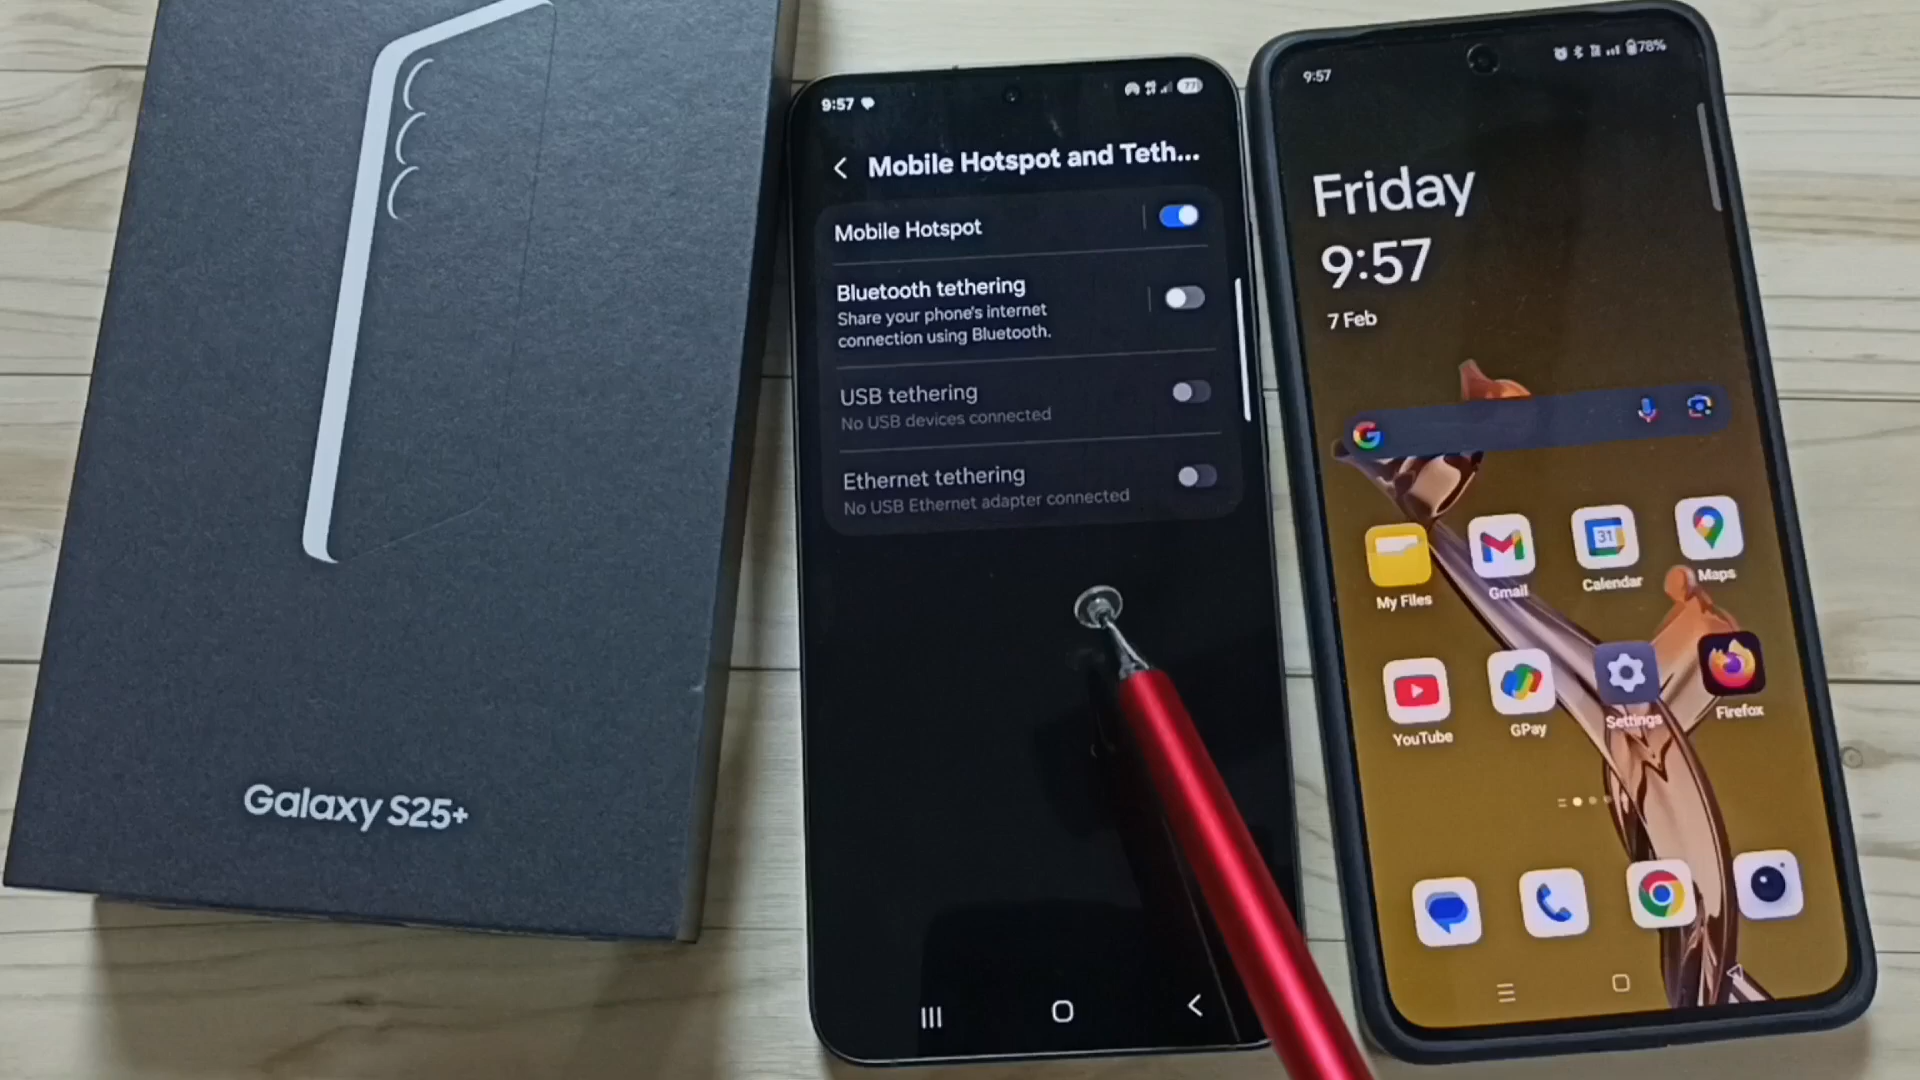 Galaxy S25+
9:57
77
Mobile Hotspot and Teth...
Mobile Hotspot
Bluetooth tethering
Share your phone's internet
connection using Bluetooth.
USB tethering
No USB devices connected
Ethernet tethering
No USB Ethernet adapter connected
9:57
78%
Friday
9:57
7 Feb
My Files
Gmail
31
Calendar
Maps
YouTube
GPay
Settings
Firefox